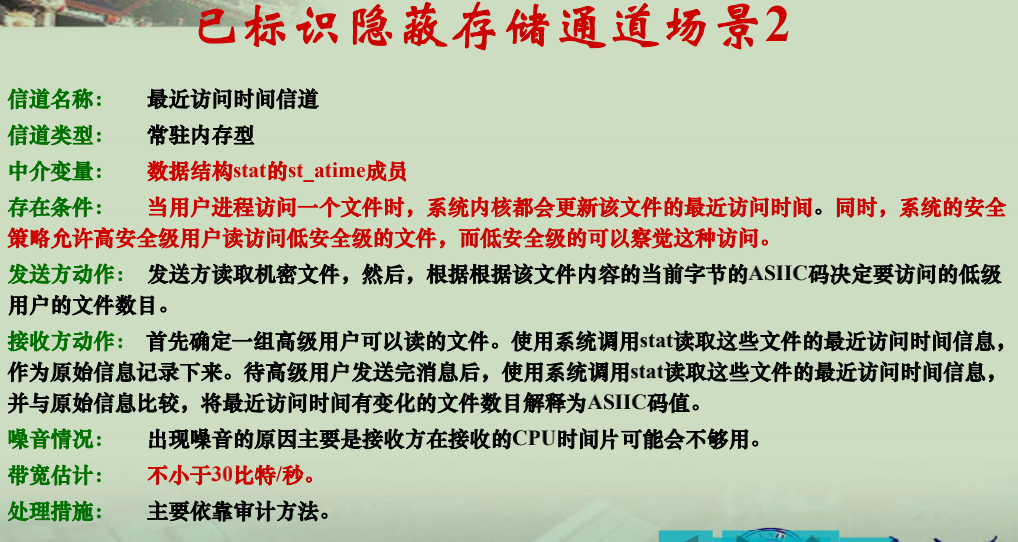 已标识隐蔽存储通道场景2
信道名称： 最近访问时间信道
信道类型： 常驻内存型
中介变量： 数据结构stat的st_atime成员
存在条件： 当用户进程访问一个文件时，系统内核都会更新该文件的最近访问时间。同时，系统的安全
策略允许高安全级用户读访问低安全级的文件，而低安全级的可以察觉这种访问。
发送方动作： 发送方读取机密文件，然后，根据根据该文件内容的当前字节的ASIIC码决定要访问的低级
用户的文件数目。
接收方动作： 首先确定一组高级用户可以读的文件。使用系统调用stat读取这些文件的最近访问时间信息，
作为原始信息记录下来。待高级用户发送完消息后，使用系统调用stat读取这些文件的最近访问时间信息，
并与原始信息比较，将最近访问时间有变化的文件数目解释为ASIIC码值。
噪音情况： 出现噪音的原因主要是接收方在接收的CPU时间片可能会不够用。
带宽估计： 不小于30比特/秒。
处理措施： 主要依靠审计方法。